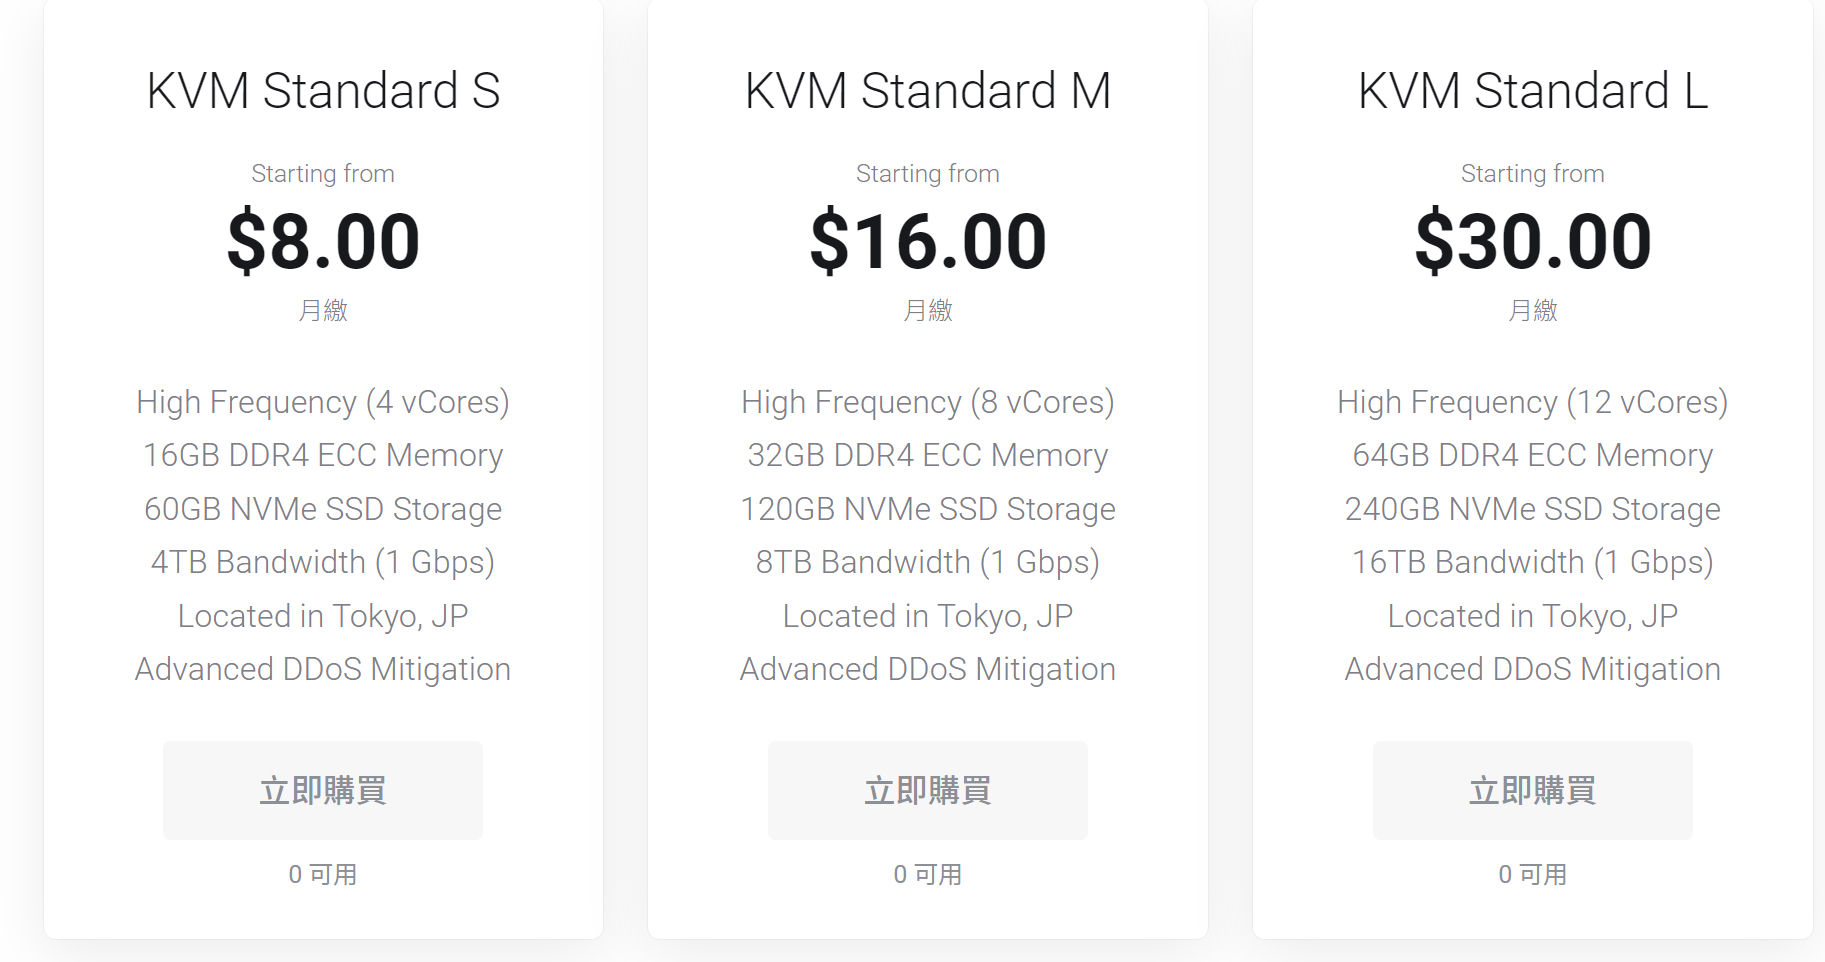 KVM Standard S
Starting from
$8.00
月繳
High Frequency (4 vCores)
16GB DDR4 ECC Memory
60GB NVMe SSD Storage
4TB Bandwidth (1 Gbps)
Located in Tokyo, JP
Advanced DDoS Mitigation
立即購買
0 可用
KVM Standard M
Starting from
$16.00
月繳
High Frequency (8 vCores)
32GB DDR4 ECC Memory
120GB NVMe SSD Storage
8TB Bandwidth (1 Gbps)
Located in Tokyo, JP
Advanced DDoS Mitigation
立即購買
0 可用
KVM Standard L
Starting from
$30.00
月繳
High Frequency (12 vCores)
64GB DDR4 ECC Memory
240GB NVMe SSD Storage
16TB Bandwidth (1 Gbps)
Located in Tokyo, JP
Advanced DDoS Mitigation
立即購買
0 可用